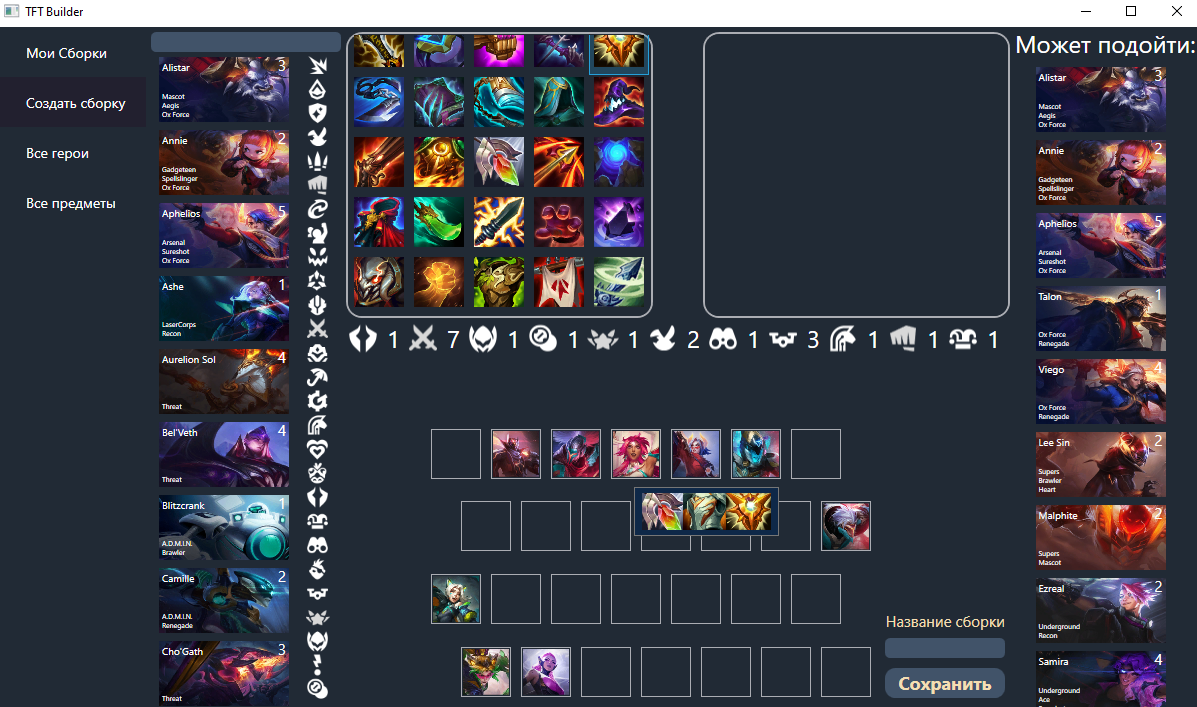 TFT Builder
Мои Сборки
Создать сборку
Все герои
Все предметы
Alistar 3
Mascot
Aegis
Ox Force
Annie 2
Gadgeteen
Spellslinger
Ox Force
Aphelios 5
Arsenal
Sureshot
Ox Force
Ashe 1
LaserCorps
Recon
Aurelion Sol 4
Threat
Bel'Veth 4
Threat
Blitzcrank 1
A.D.M.I.N.
Brawler
Camille 2
A.D.M.I.N.
Renegade
Cho'Gath 3
Threat
1 7 1 1 1 2 1 3 1 1 1
Название сборки
Сохранить
Может подойти:
Alistar 3
Mascot
Aegis
Ox Force
Annie 2
Gadgeteen
Spellslinger
Ox Force
Aphelios 5
Arsenal
Sureshot
Ox Force
Talon 1
Ox Force
Renegade
Viego 4
Ox Force
Renegade
Lee Sin 2
Supers
Brawler
Heart
Malphite 2
Supers
Mascot
Ezreal 2
Underground
Recon
Samira 4
Underground
Ace